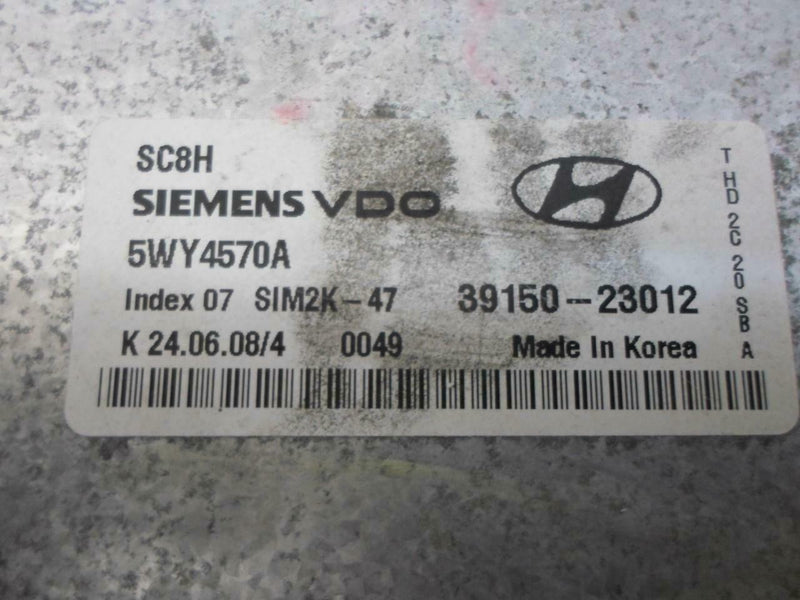 SC8H
SIEMENS VDO
5WY4570A
Index 07 SIM2K-47
39150-23012
K 24.06.08/4 0049
Made In Korea
T HD 2C 20 SB A